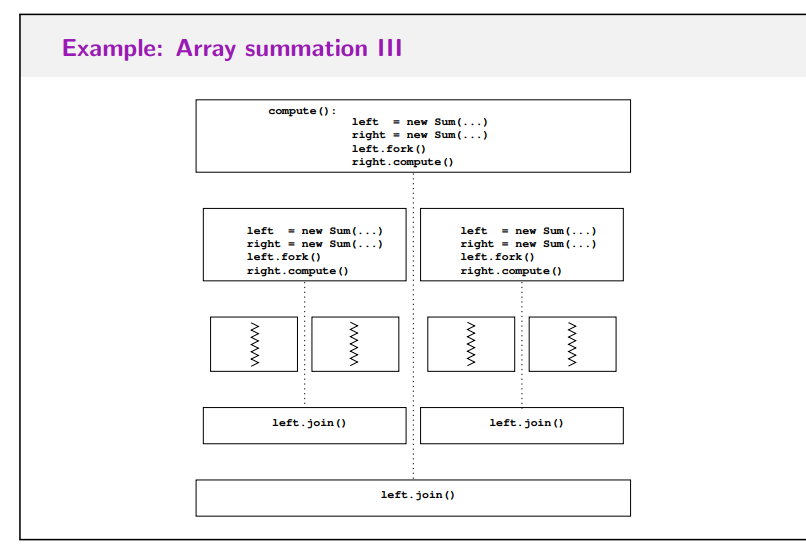 Example: Array summation III
compute():
left  = new Sum(...)
right = new Sum(...)
left.fork()
right.compute()
left  = new Sum(...)
right = new Sum(...)
left.fork()
right.compute()
left  = new Sum(...)
right = new Sum(...)
left.fork()
right.compute()
left.join()
left.join()
left.join()